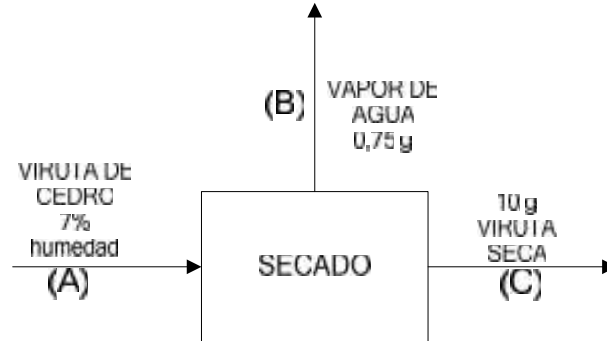 (B)
VAPOR DE
AGUA
0,75 g
VIRUTA DE
CEDRO
7%
humedad
(A)
SECADO
10 g
VIRUTA
SECA
(C)